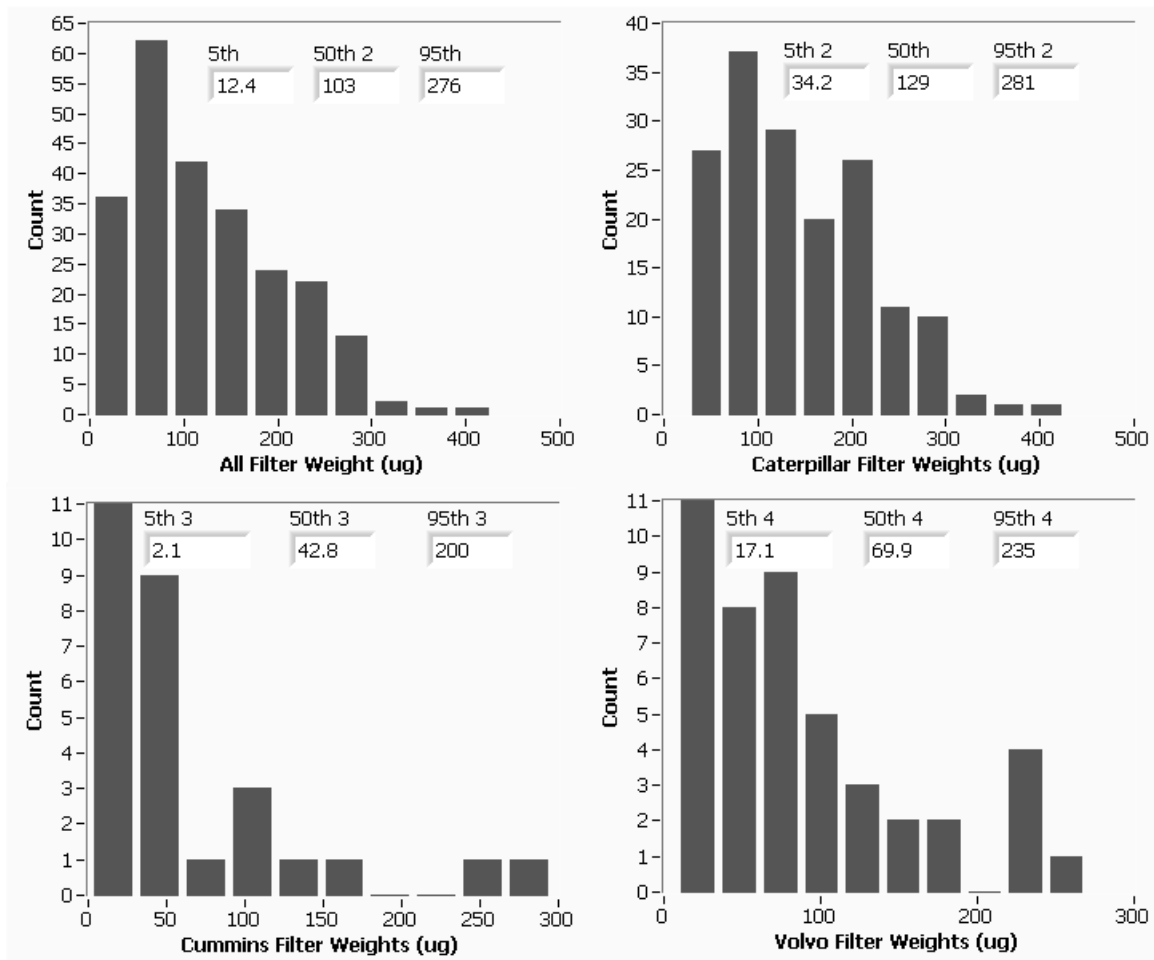 65
60
55
50
45
40
35
30
25
20
15
10
5
0
Count
5th 50th 2 95th
12.4 103 276
0 100 200 300 400 500
All Filter Weight (ug)
40
35
30
25
20
15
10
5
0
Count
5th 2 50th 95th 2
34.2 129 281
0 100 200 300 400 500
Caterpillar Filter Weights (ug)
11
10
9
8
7
6
5
4
3
2
1
0
Count
5th 3 50th 3 95th 3
2.1 42.8 200
0 50 100 150 200 250 300
Cummins Filter Weights (ug)
11
10
9
8
7
6
5
4
3
2
1
0
Count
5th 4 50th 4 95th 4
17.1 69.9 235
0 100 200 300
Volvo Filter Weights (ug)